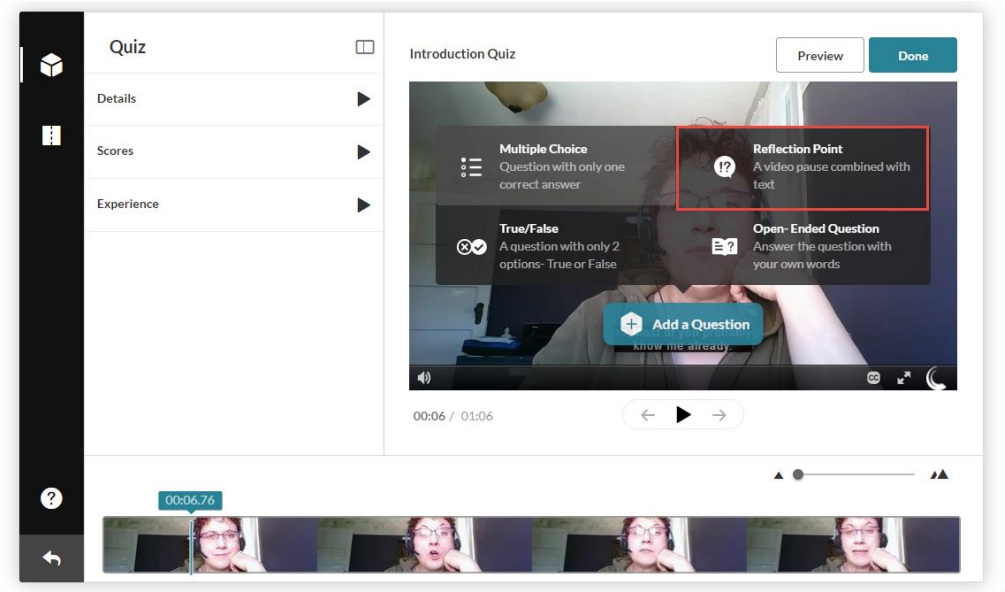 Quiz
Introduction Quiz
Preview
Done
Details
Scores
Experience
Multiple Choice
Question with only one
correct answer
Reflection Point
A video pause combined with
text
True/False
A question with only 2
options- True or False
Open- Ended Question
Answer the question with
your own words
Add a Question
know me already.
CC
00:06 / 01:06
00:06.76